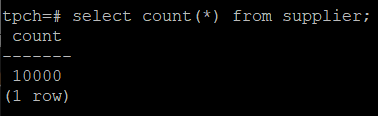 tpch=# select count(*) from supplier;
count
-------
10000
(1 row)